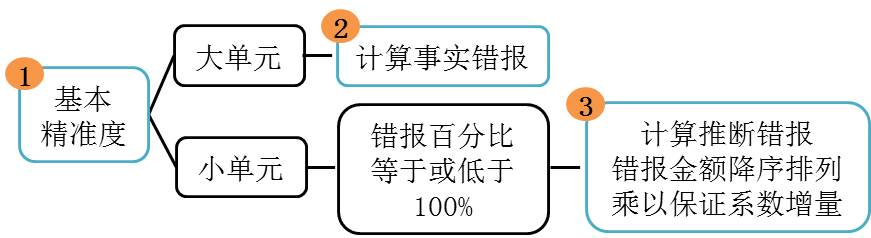 1
基本
精准度
大单元
2
计算事实错报
小单元
错报百分比
等于或低于
100%
3
计算推断错报
错报金额降序排列
乘以保证系数增量